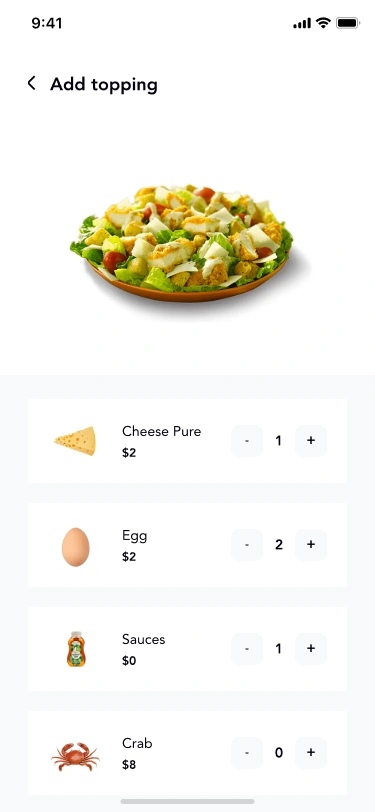 9:41
Add topping
Cheese Pure
$2
- 1 +
Egg
$2
- 2 +
Sauces
$0
- 1 +
Crab
$8
- 0 +